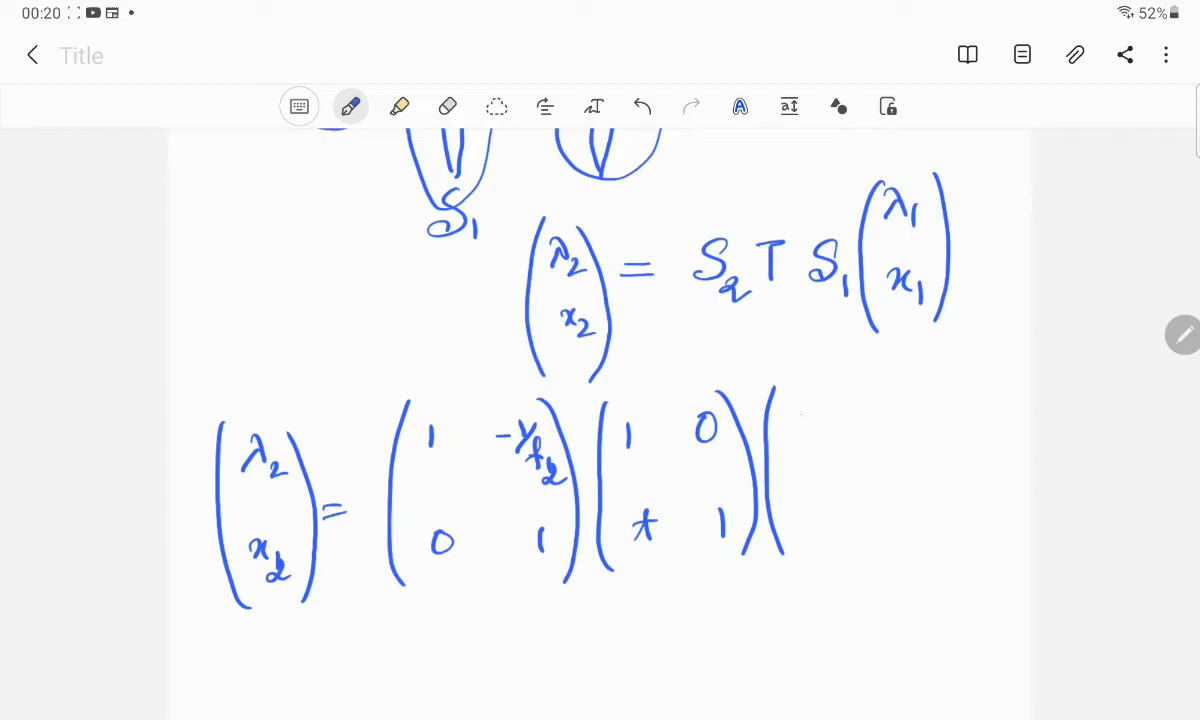 00:20 52%
Title
S₁
(λ₂ x₂) = S₂ T S₁ (λ₁ x₁)
(λ₂ x₂) = (1 -1/f₂ 0 1) (1 0 t 1) (